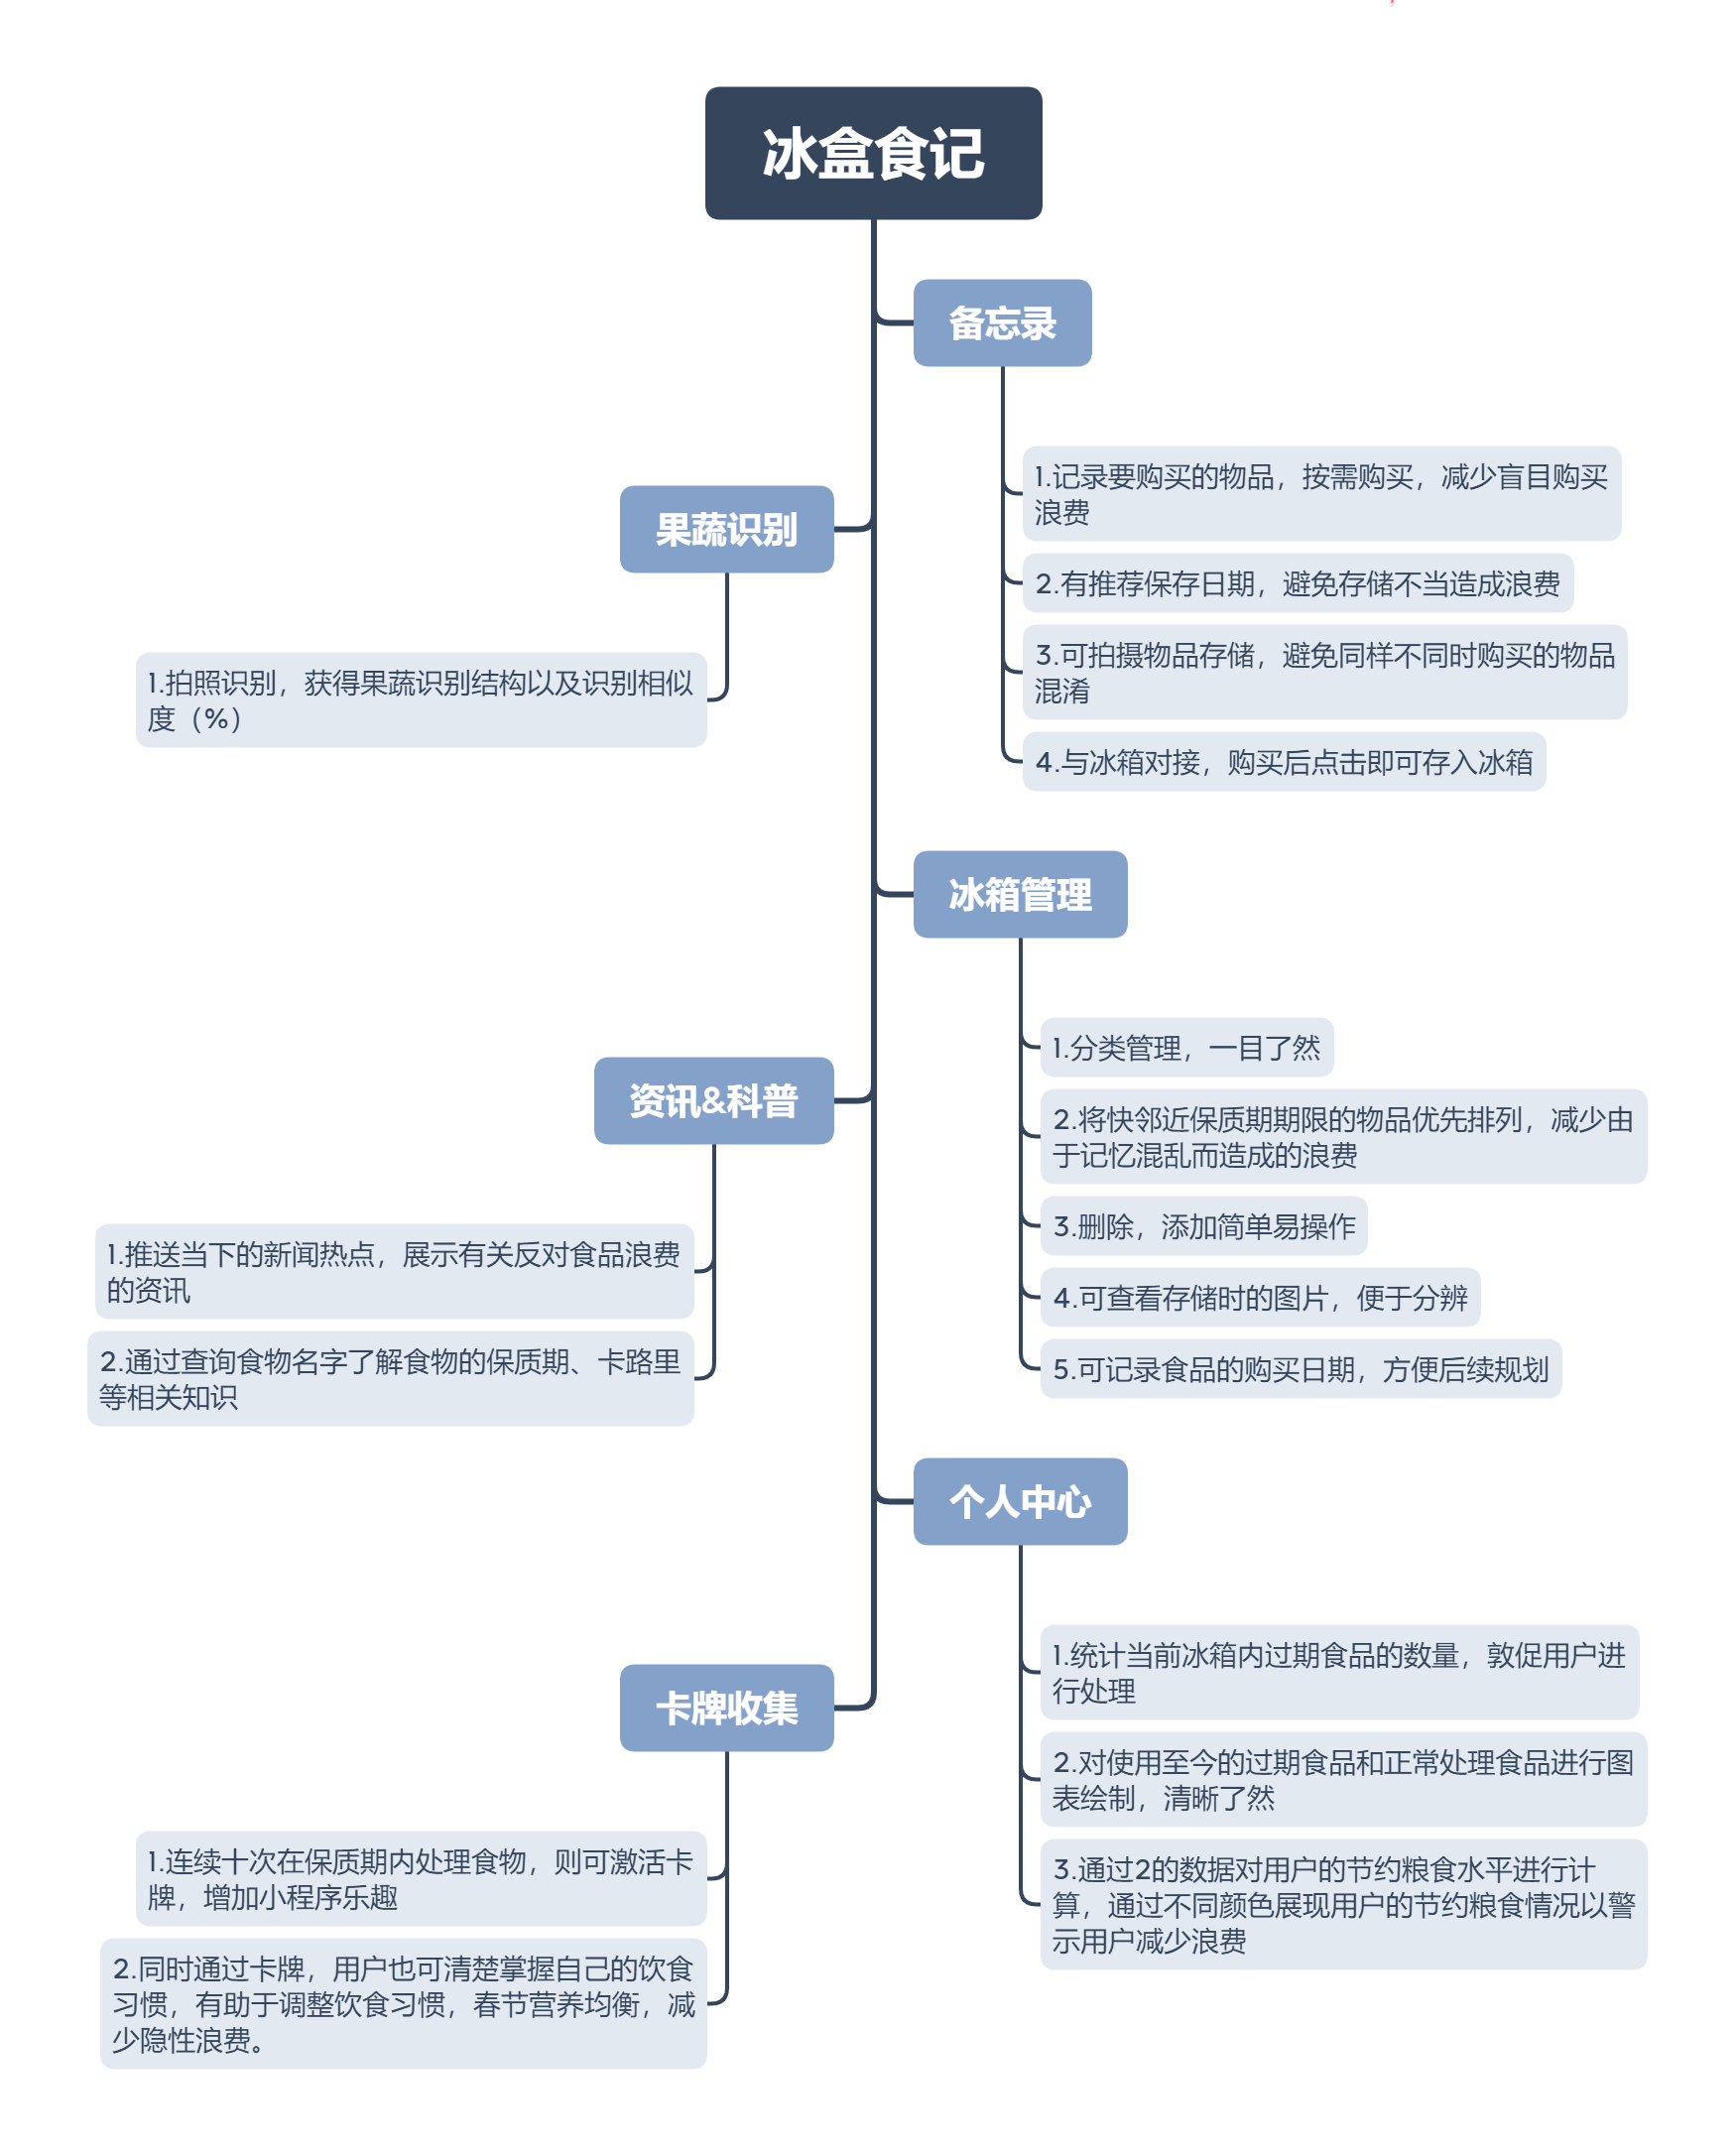 冰盒食记
备忘录
1.记录要购买的物品，按需购买，减少盲目购买
浪费
2.有推荐保存日期，避免存储不当造成浪费
3.可拍摄物品存储，避免同样不同时购买的物品
混淆
4.与冰箱对接，购买后点击即可存入冰箱
果蔬识别
1.拍照识别，获得果蔬识别结构以及识别相似
度（%）
冰箱管理
1.分类管理，一目了然
2.将快邻近保质期期限的物品优先排列，减少由
于记忆混乱而造成的浪费
3.删除，添加简单易操作
4.可查看存储时的图片，便于分辨
5.可记录食品的购买日期，方便后续规划
资讯&科普
1.推送当下的新闻热点，展示有关反对食品浪费
的资讯
2.通过查询食物名字了解食物的保质期、卡路里
等相关知识
个人中心
1.统计当前冰箱内过期食品的数量，敦促用户进
行处理
2.对使用至今的过期食品和正常处理食品进行图
表绘制，清晰了然
3.通过2的数据对用户的节约粮食水平进行计
算，通过不同颜色展现用户的节约粮食情况以警
示用户减少浪费
卡牌收集
1.连续十次在保质期内处理食物，则可激活卡
牌，增加小程序乐趣
2.同时通过卡牌，用户也可清楚掌握自己的饮食
习惯，有助于调整饮食习惯，春节营养均衡，减
少隐性浪费。